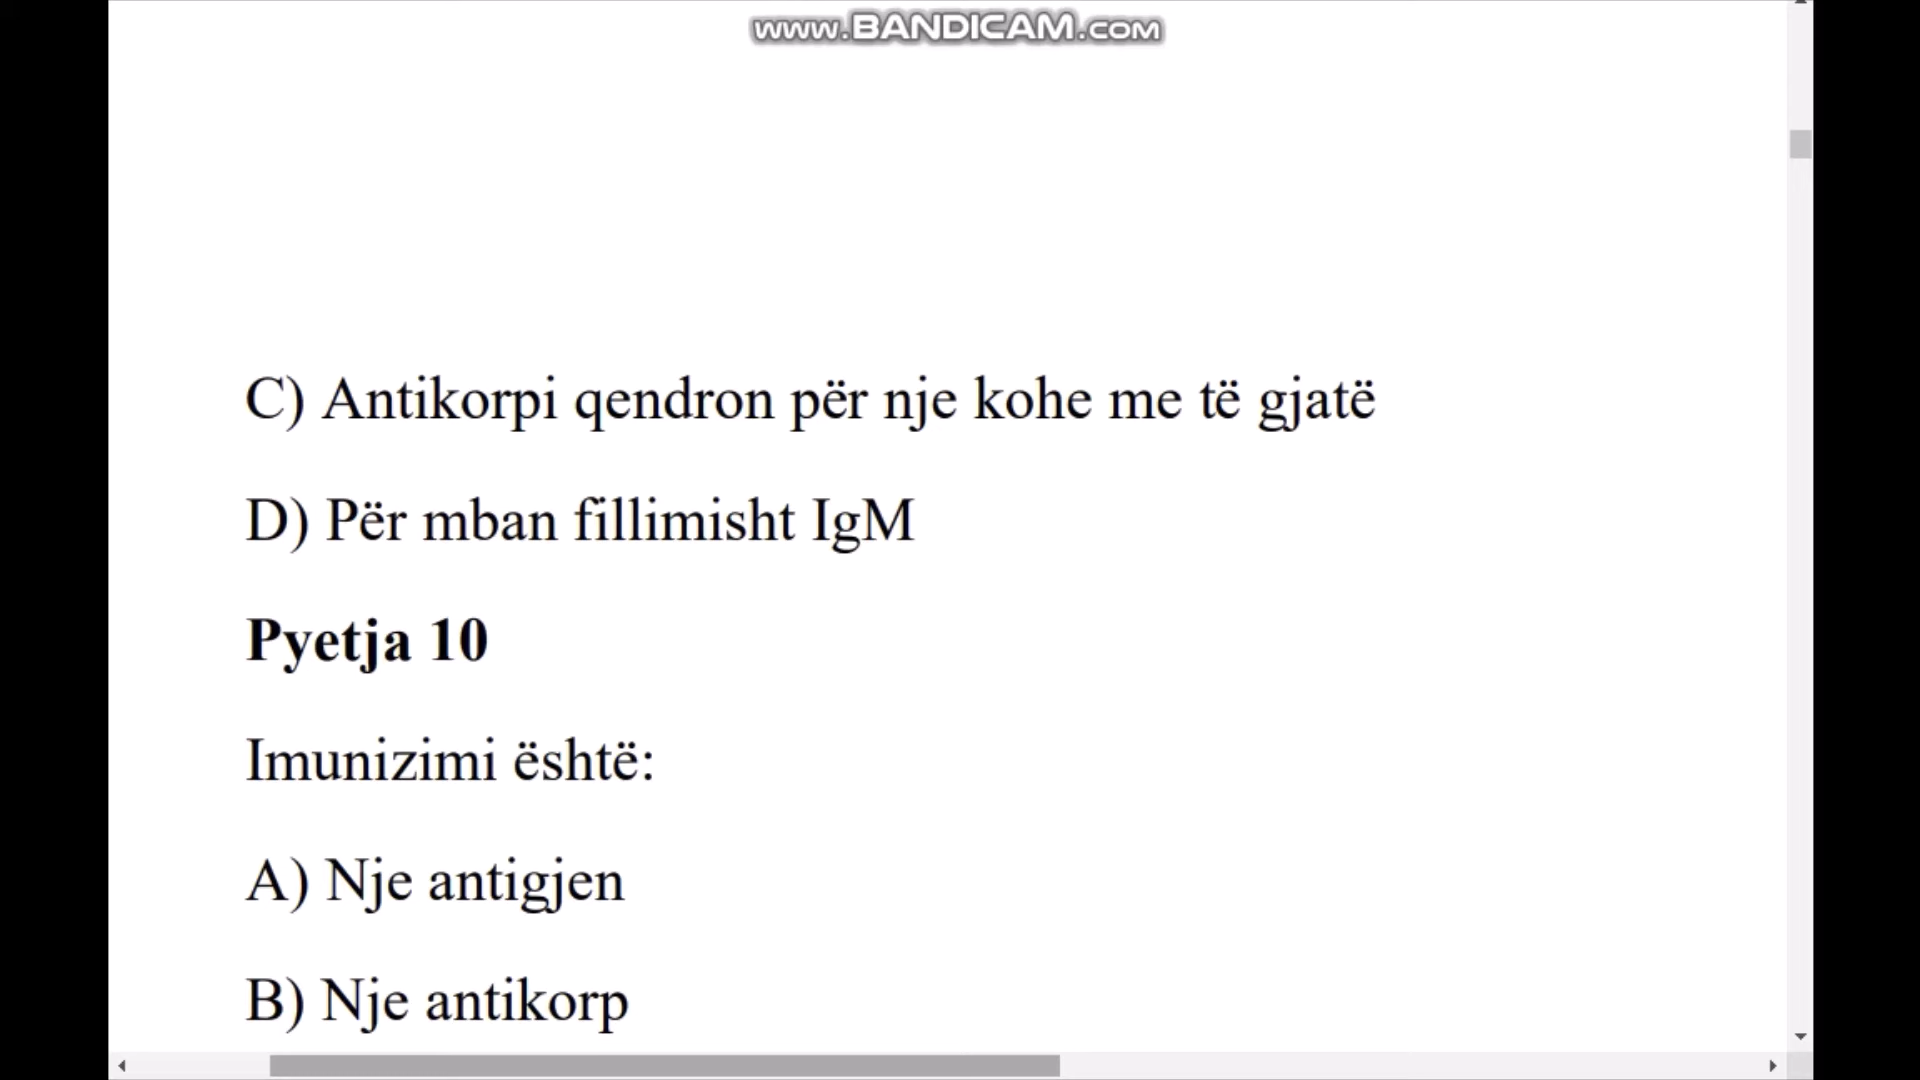 www.BANDICAM.com
C) Antikorpi qendron për nje kohe me të gjatë
D) Për mban fillimisht IgM
Pyetja 10
Imunizimi është:
A) Nje antigjen
B) Nje antikorp